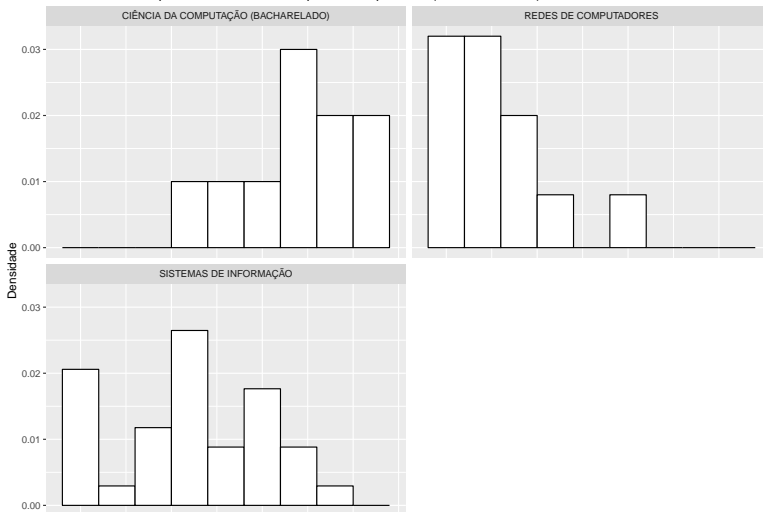 CIÊNCIA DA COMPUTAÇÃO (BACHARELADO)
REDES DE COMPUTADORES
0.03
0.02
0.01
0.00
Densidade
SISTEMAS DE INFORMAÇÃO
0.03
0.02
0.01
0.00